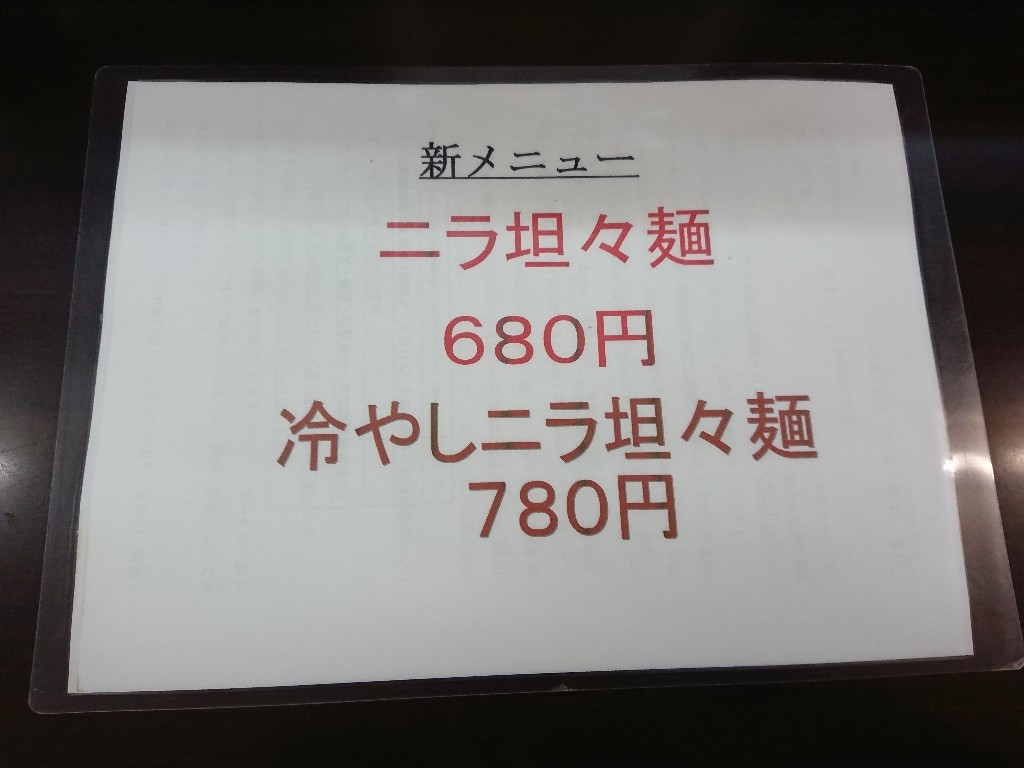 新メニュー
ニラ坦々麺
６８０円
冷やしニラ坦々麺
７８０円